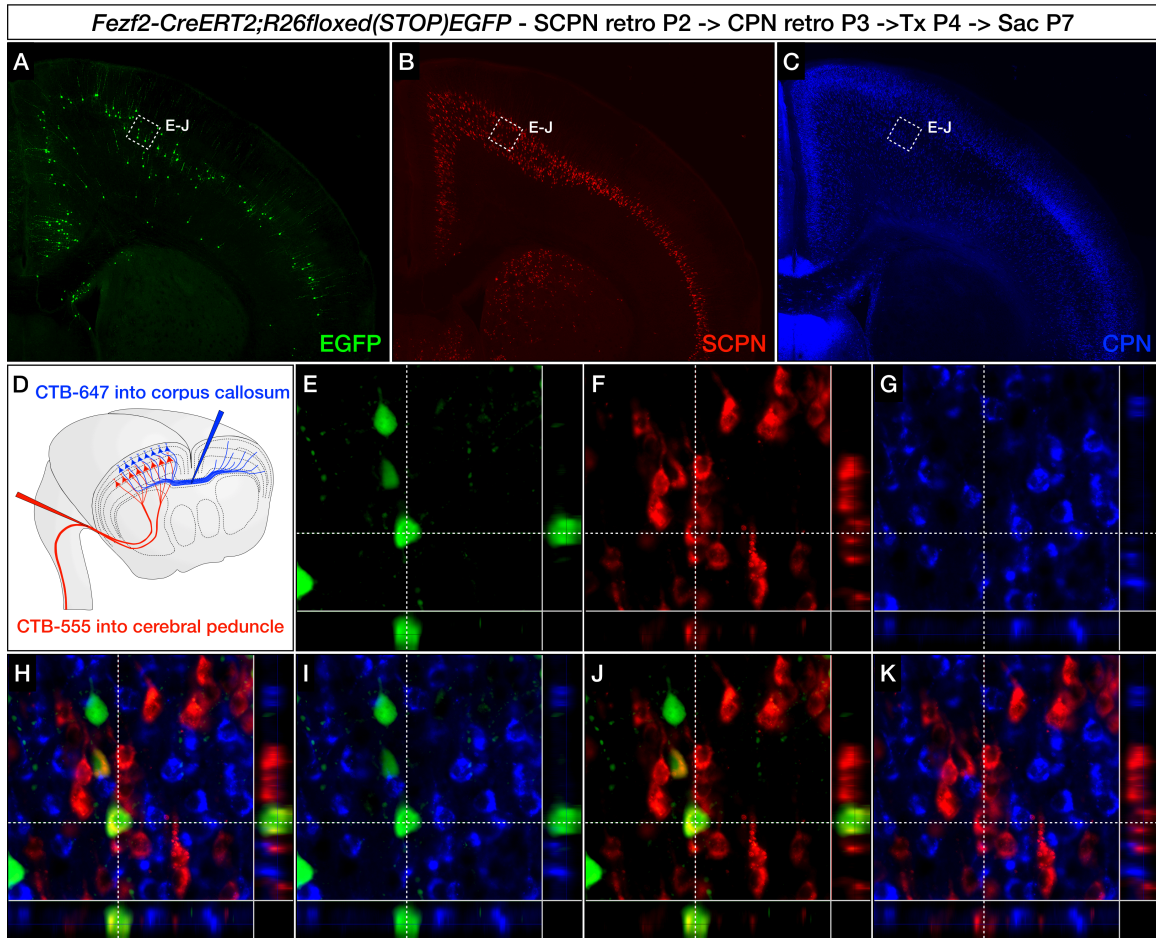 Fezf2-CreERT2;R26floxed(STOP)EGFP - SCPN retro P2 -> CPN retro P3 ->Tx P4 -> Sac P7
A
E-J
EGFP
B
E-J
SCPN
C
E-J
CPN
D
CTB-647 into corpus callosum
CTB-555 into cerebral peduncle
E
F
G
H
I
J
K